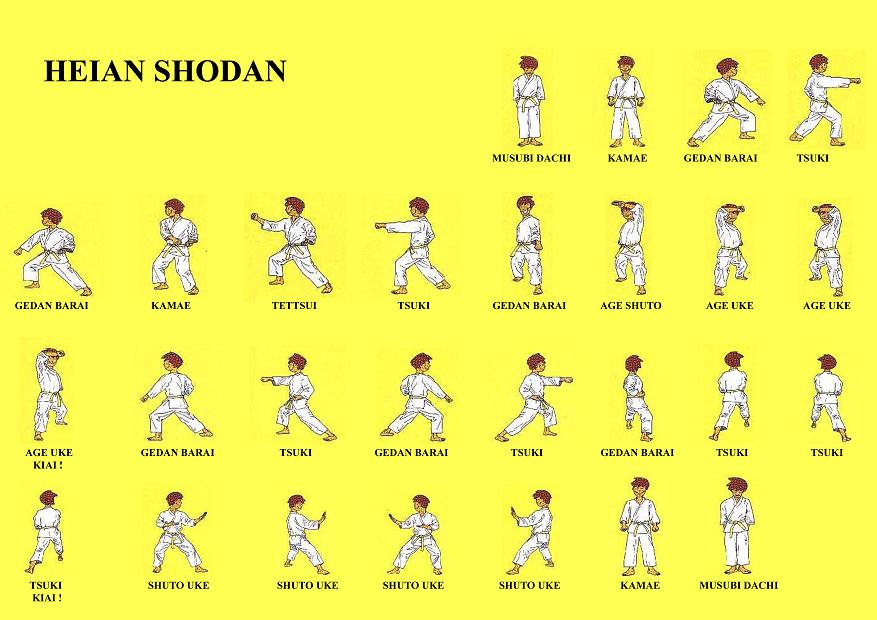 HEIAN SHODAN
MUSUBI DACHI
KAMAE
GEDAN BARAI
TSUKI
GEDAN BARAI
KAMAE
TETTSUI
TSUKI
GEDAN BARAI
AGE SHUTO
AGE UKE
AGE UKE
AGE UKE
KIAI !
GEDAN BARAI
TSUKI
GEDAN BARAI
TSUKI
GEDAN BARAI
TSUKI
TSUKI
TSUKI
KIAI !
SHUTO UKE
SHUTO UKE
SHUTO UKE
SHUTO UKE
KAMAE
MUSUBI DACHI